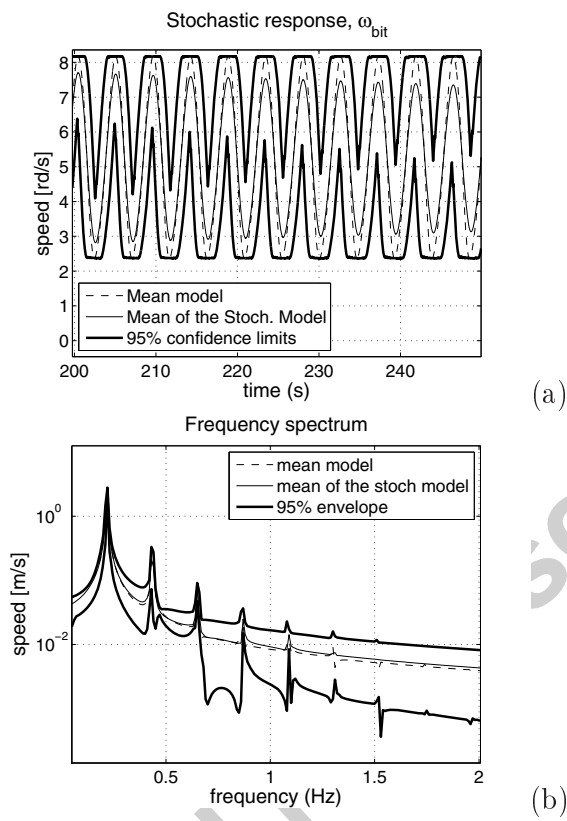 Stochastic response, ω_bit
8
7
6
5
4
3
2
1
0
speed [rd/s]
Mean model
Mean of the Stoch. Model
95% confidence limits
200 210 220 230 240
time (s)
(a)
Frequency spectrum
mean model
mean of the stoch model
95% envelope
10^0
10^-2
speed [m/s]
0.5 1 1.5 2
frequency (Hz)
(b)